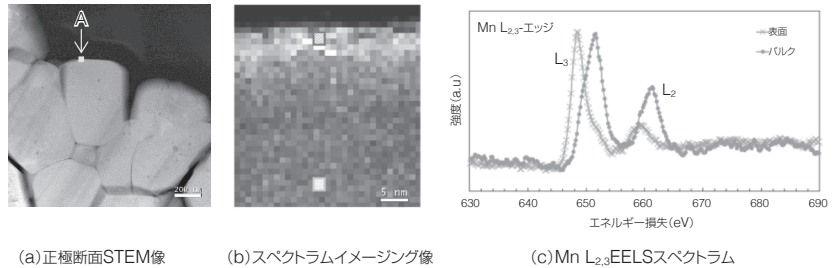 A
200 nm
(a)正極断面STEM像
5 nm
(b)スペクトラムイメージング像
Mn L2,3-エッジ
表面
バルク
L3
L2
強度(a.u)
630 640 650 660 670 680 690
エネルギー損失(eV)
(c)Mn L2,3EELSスペクトラム